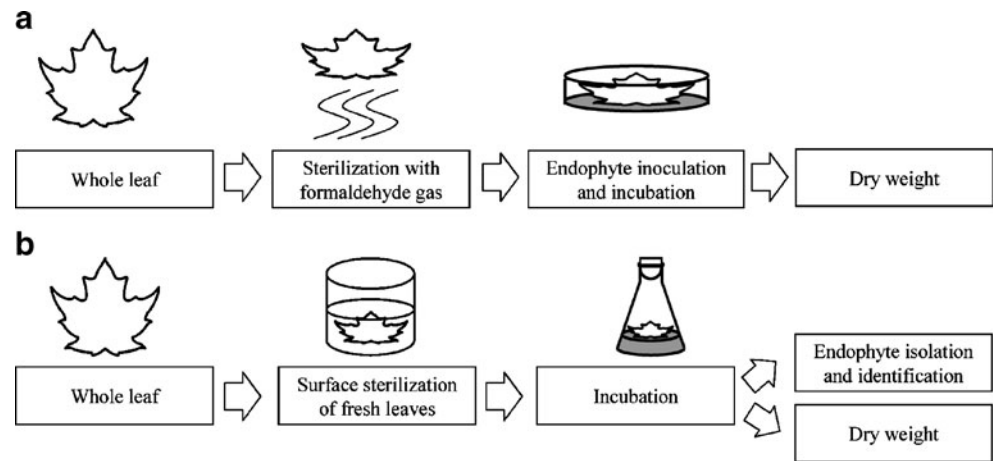 a
Whole leaf
Sterilization with
formaldehyde gas
Endophyte inoculation
and incubation
Dry weight
b
Whole leaf
Surface sterilization
of fresh leaves
Incubation
Endophyte isolation
and identification
Dry weight